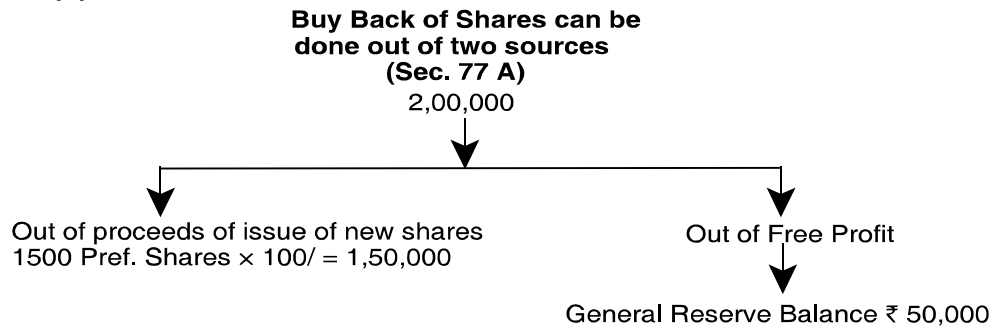 Buy Back of Shares can be
done out of two sources
(Sec. 77 A)
2,00,000
Out of proceeds of issue of new shares
1500 Pref. Shares × 100/ = 1,50,000
Out of Free Profit
General Reserve Balance ₹ 50,000